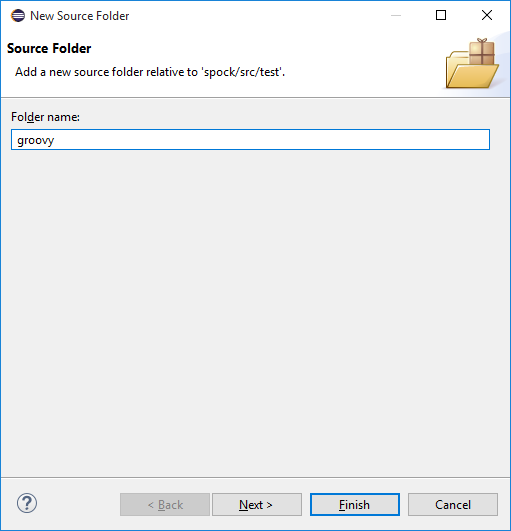 New Source Folder
Source Folder
Add a new source folder relative to 'spock/src/test'.
Folder name:
groovy
?
< Back
Next >
Finish
Cancel